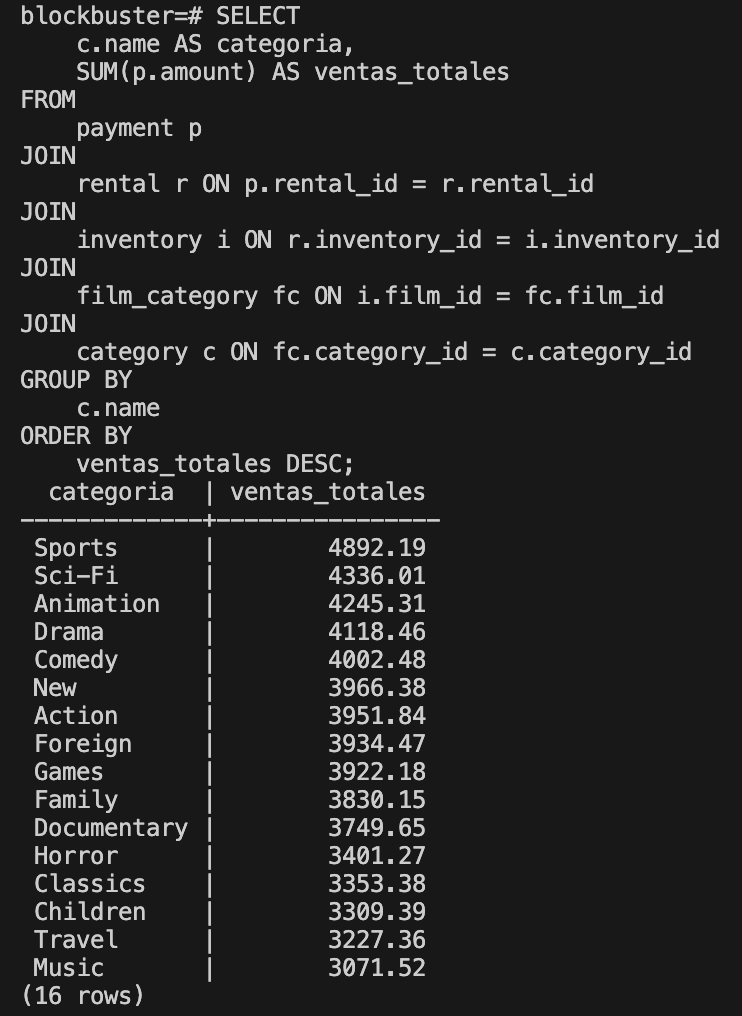 blockbuster=# SELECT
    c.name AS categoria,
    SUM(p.amount) AS ventas_totales
FROM
    payment p
JOIN
    rental r ON p.rental_id = r.rental_id
JOIN
    inventory i ON r.inventory_id = i.inventory_id
JOIN
    film_category fc ON i.film_id = fc.film_id
JOIN
    category c ON fc.category_id = c.category_id
GROUP BY
    c.name
ORDER BY
    ventas_totales DESC;
  categoria  | ventas_totales
-------------+----------------
 Sports      |        4892.19
 Sci-Fi      |        4336.01
 Animation   |        4245.31
 Drama       |        4118.46
 Comedy      |        4002.48
 New         |        3966.38
 Action      |        3951.84
 Foreign     |        3934.47
 Games       |        3922.18
 Family      |        3830.15
 Documentary |        3749.65
 Horror      |        3401.27
 Classics    |        3353.38
 Children    |        3309.39
 Travel      |        3227.36
 Music       |        3071.52
(16 rows)